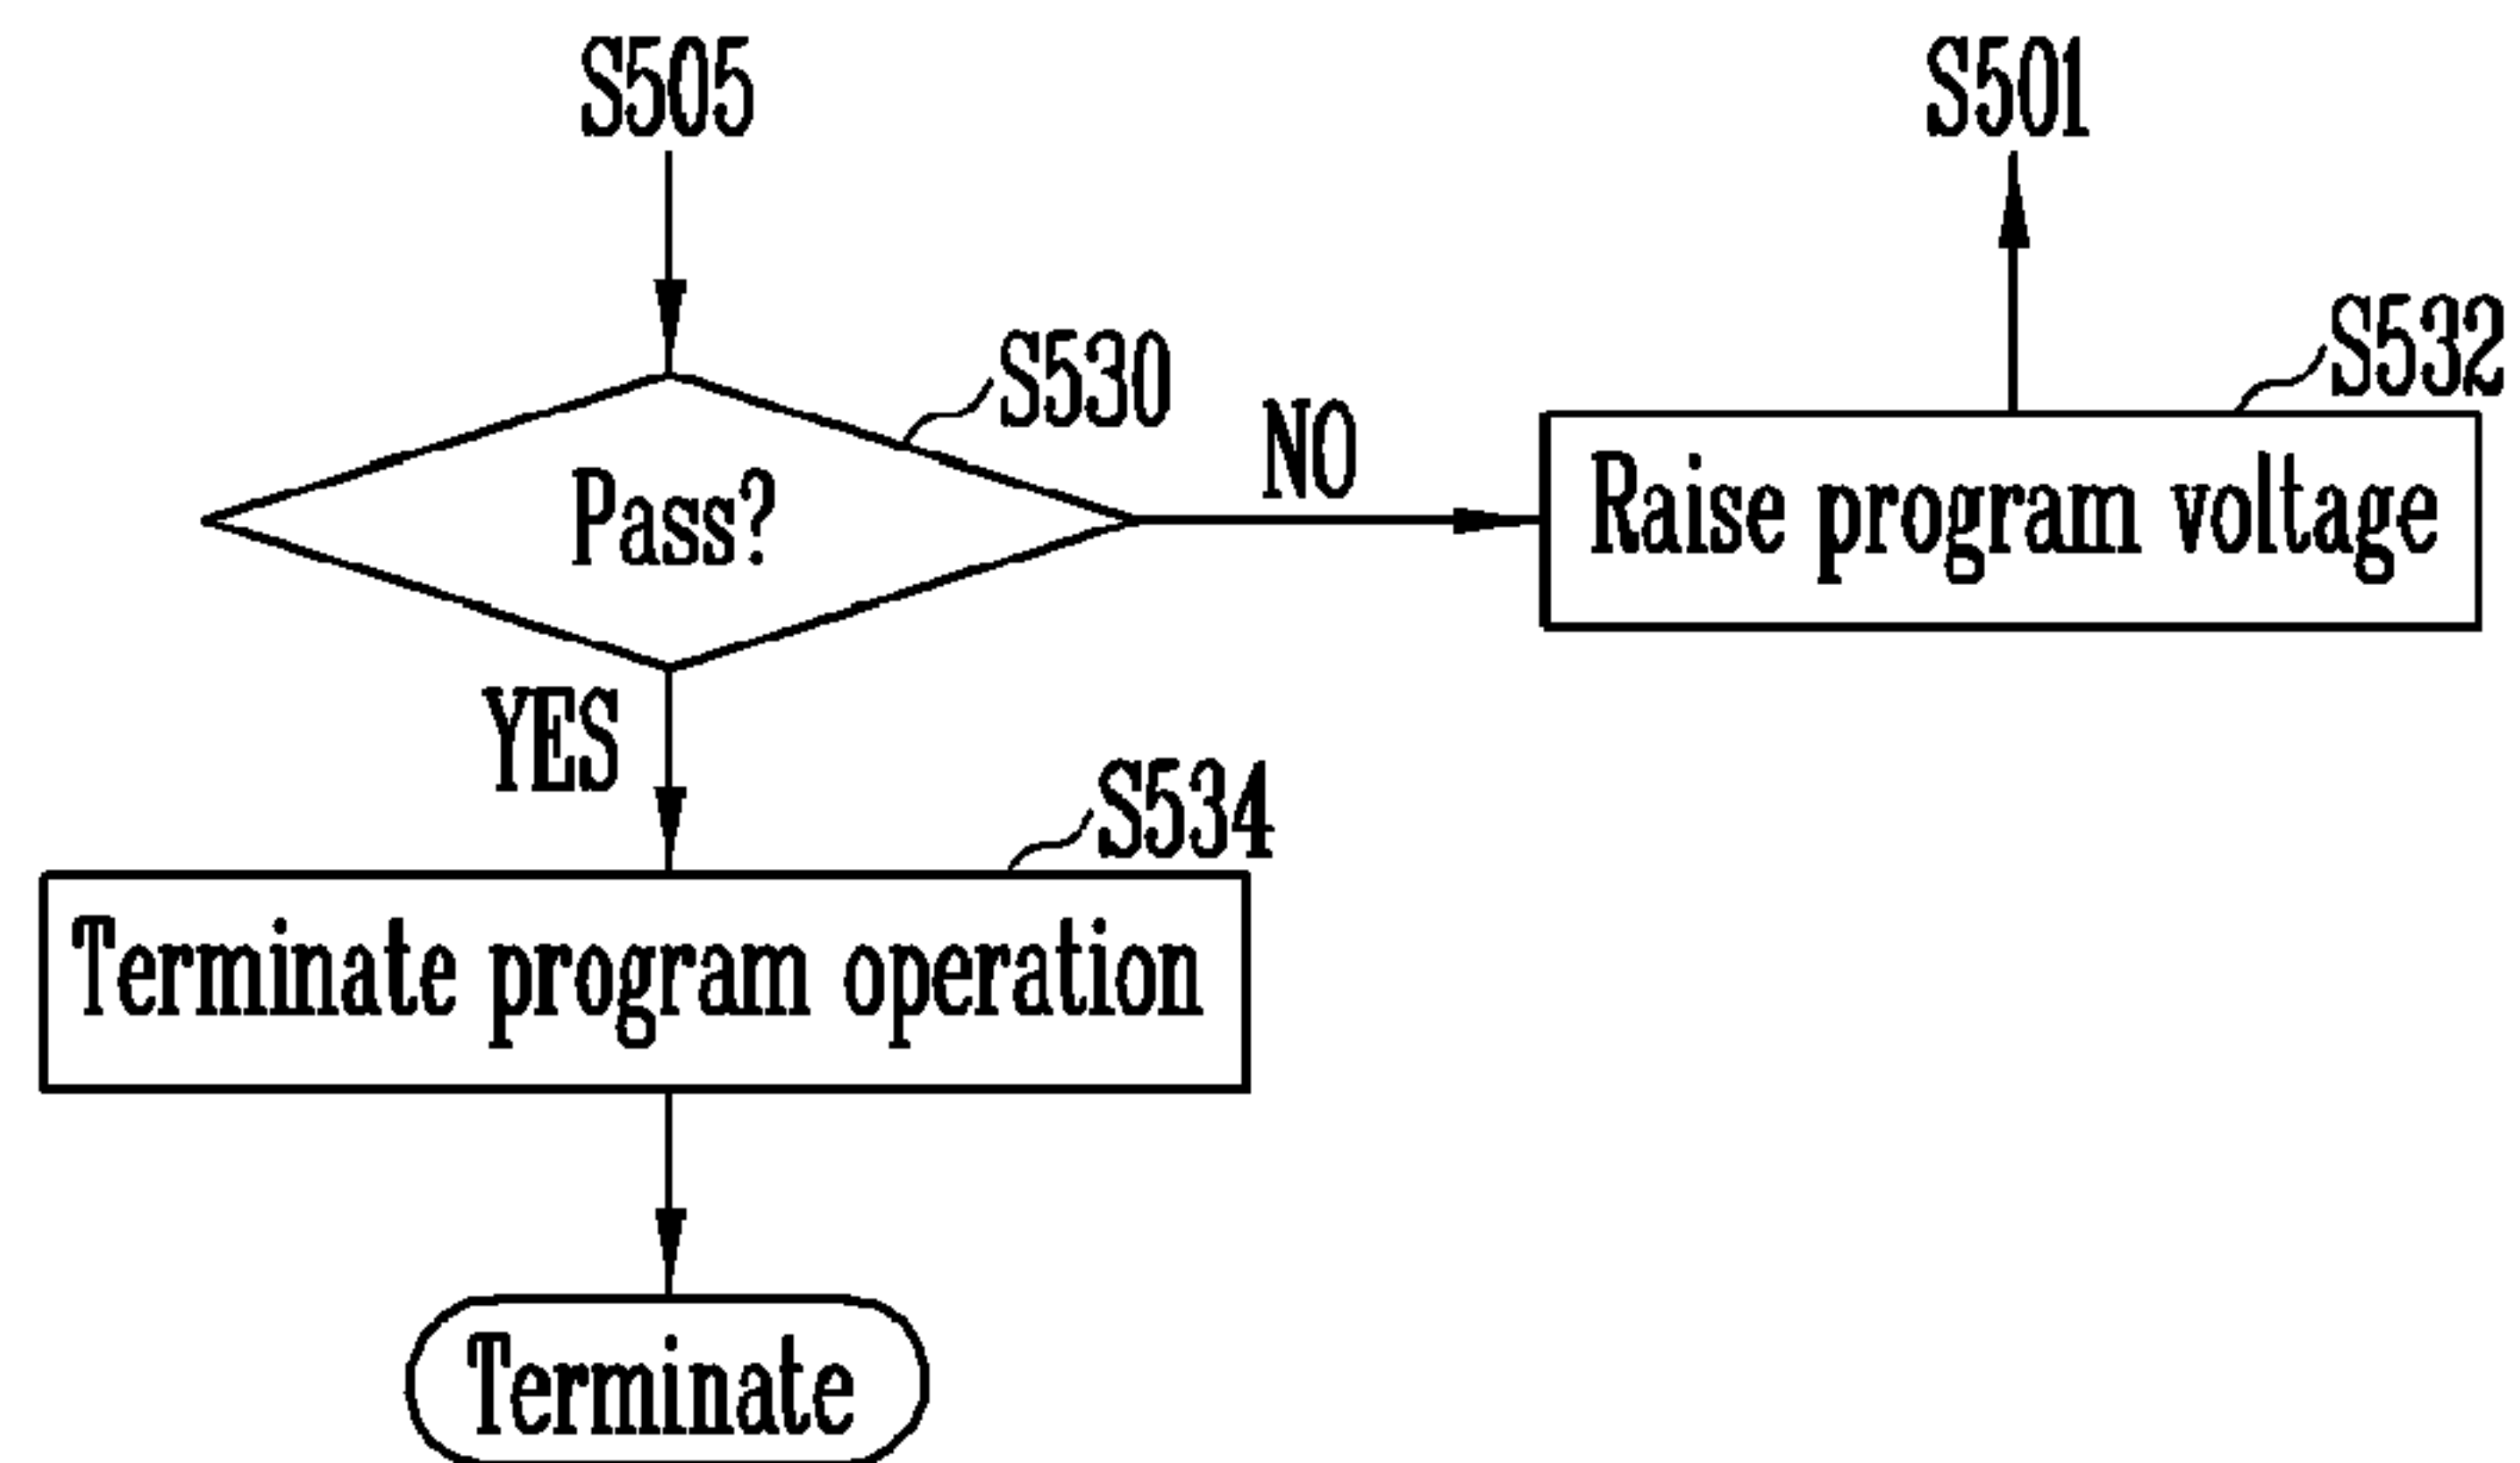 S505
S501
S530
S532
NO
Pass?
Raise program voltage
YES
S534
Terminate program operation
Terminate